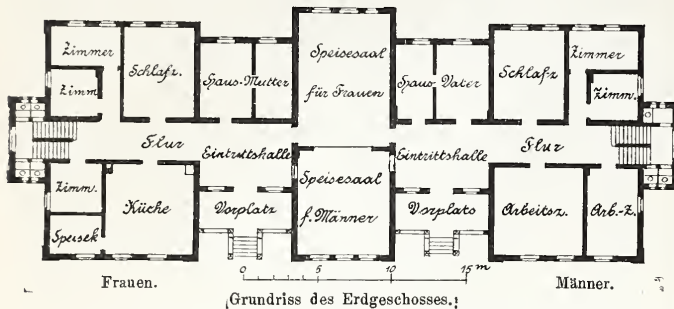 Zimmer
Schlafz.
Speisesaal
für Frauen
Schlafz
Zimmer
Zimm.
Haus-Mutter
Haus-Vater
Zimm.
Flur
Eintrittshalle
Eintrittshalle
Flur
Zimm.
Küche
Vorplatz
Speisesaal
f. Männer
Vorplats
Arbeitsz.
Arb.-Z.
Speisek
Frauen.
0 5 10 15 m
Männer.
Grundriss des Erdgeschosses.